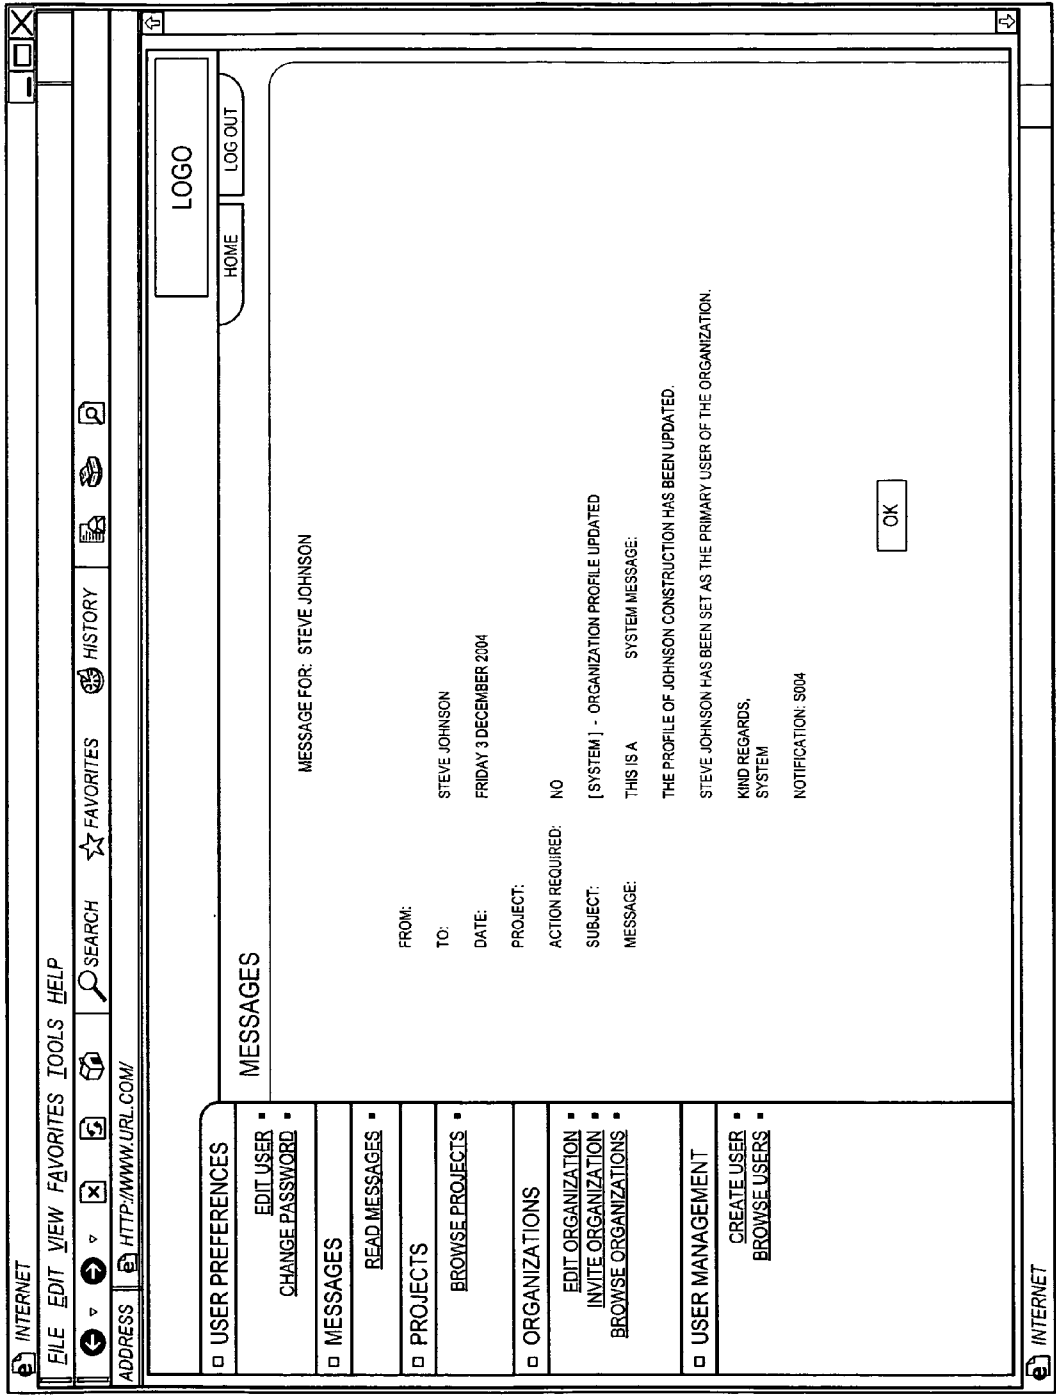 INTERNET
FILE EDIT VIEW FAVORITES TOOLS HELP
SEARCH FAVORITES HISTORY
ADDRESS HTTP://WWW.URL.COM/
LOGO
HOME LOG OUT
USER PREFERENCES
EDIT USER
CHANGE PASSWORD
MESSAGES
READ MESSAGES
PROJECTS
BROWSE PROJECTS
ORGANIZATIONS
EDIT ORGANIZATION
INVITE ORGANIZATION
BROWSE ORGANIZATIONS
USER MANAGEMENT
CREATE USER
BROWSE USERS
MESSAGES
MESSAGE FOR: STEVE JOHNSON
FROM:
TO: STEVE JOHNSON
DATE: FRIDAY 3 DECEMBER 2004
PROJECT:
ACTION REQUIRED: NO
SUBJECT: [SYSTEM] - ORGANIZATION PROFILE UPDATED
MESSAGE: THIS IS A SYSTEM MESSAGE:
THE PROFILE OF JOHNSON CONSTRUCTION HAS BEEN UPDATED.
STEVE JOHNSON HAS BEEN SET AS THE PRIMARY USER OF THE ORGANIZATION.
KIND REGARDS,
SYSTEM
NOTIFICATION: S004
OK
INTERNET